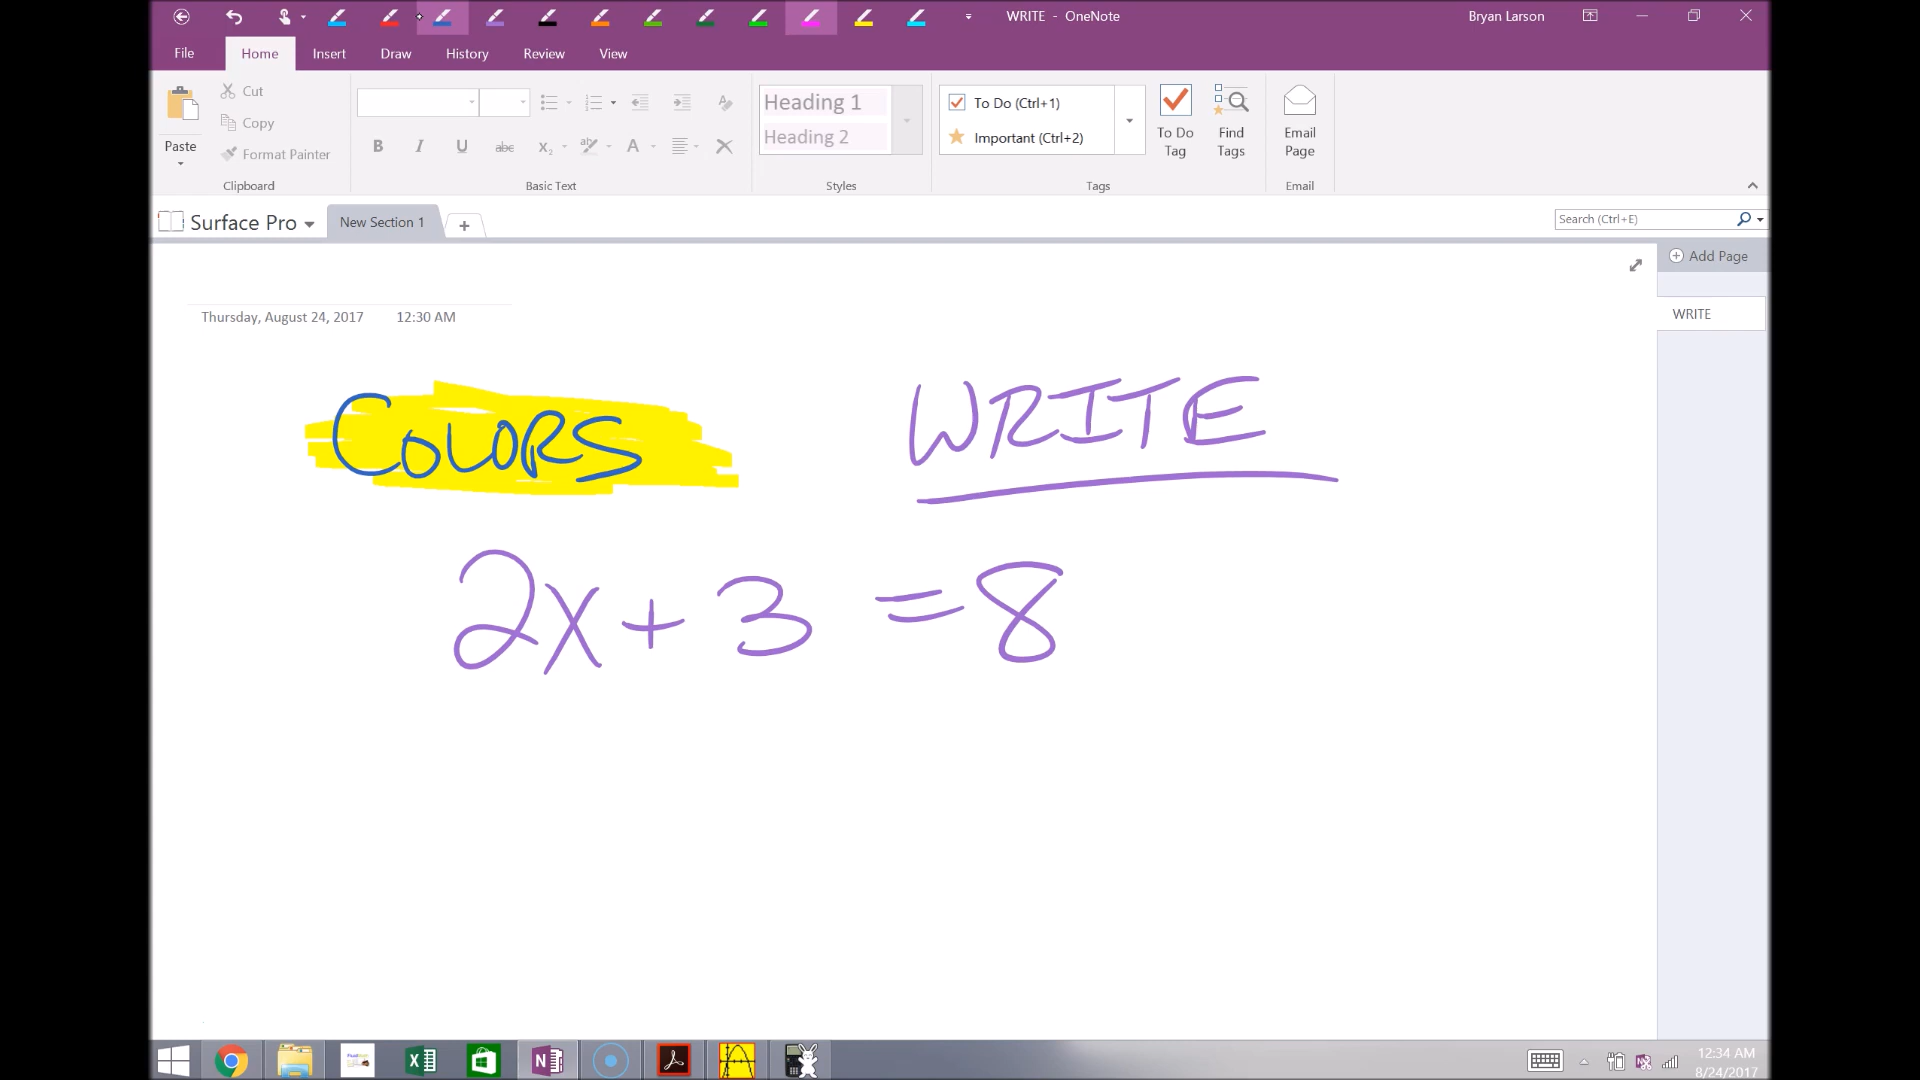 WRITE - OneNote
Bryan Larson
File Home Insert Draw History Review View
Paste
Cut
Copy
Format Painter
Clipboard
B I U abc X₂ A
Basic Text
Heading 1
Heading 2
Styles
To Do (Ctrl+1)
Important (Ctrl+2)
To Do Tag
Find Tags
Tags
Email Page
Email
Surface Pro
New Section 1
+
Search (Ctrl+E)
Add Page
WRITE
Thursday, August 24, 2017 12:30 AM
COLORS WRITE
2x + 3 = 8
12:34 AM
8/24/2017